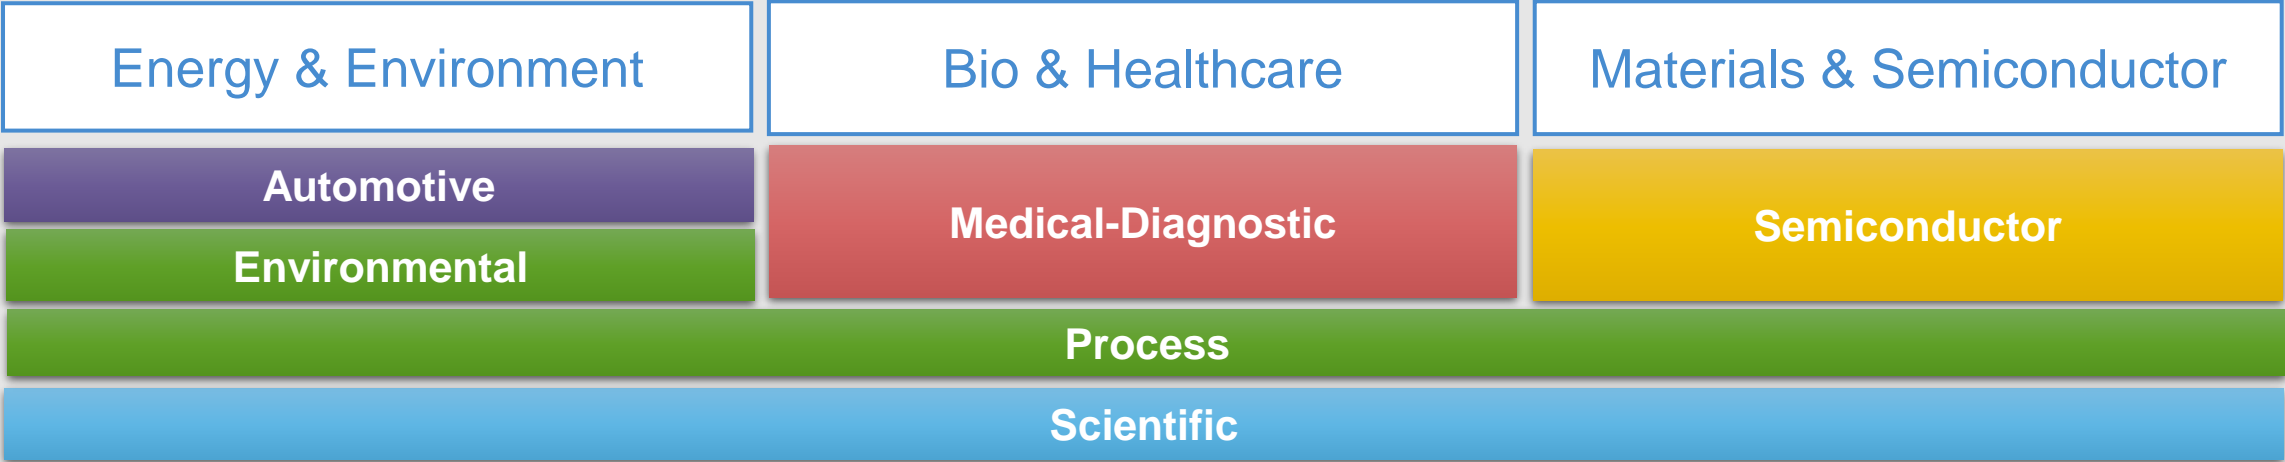 Energy & Environment
Bio & Healthcare
Materials & Semiconductor
Automotive
Environmental
Medical-Diagnostic
Semiconductor
Process
Scientific